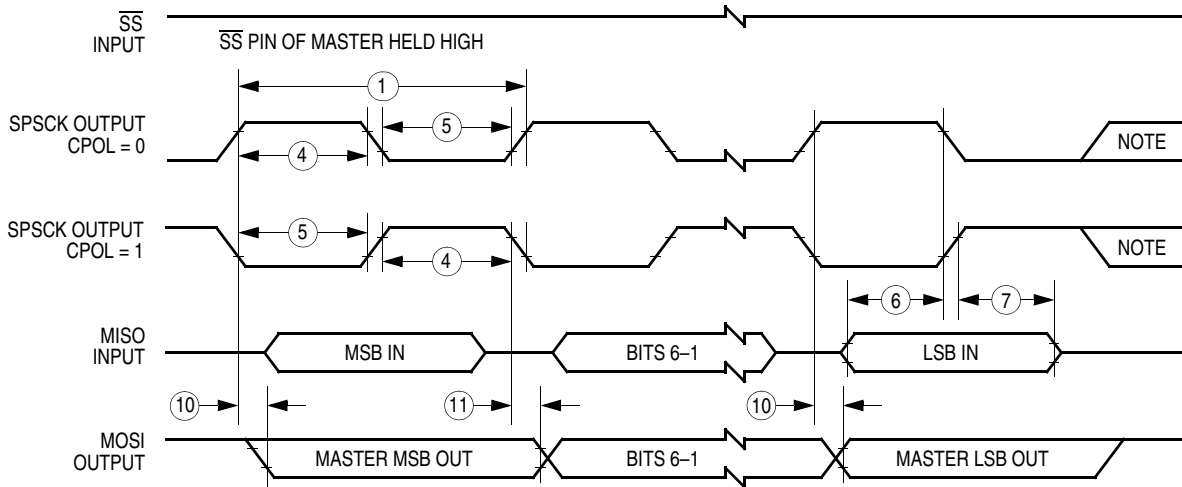 SS
INPUT
SS PIN OF MASTER HELD HIGH
1
SPSCK OUTPUT
CPOL = 0
5
4
NOTE
SPSCK OUTPUT
CPOL = 1
5
4
NOTE
6
7
MISO
INPUT
MSB IN
BITS 6–1
LSB IN
10
11
10
MOSI
OUTPUT
MASTER MSB OUT
BITS 6–1
MASTER LSB OUT